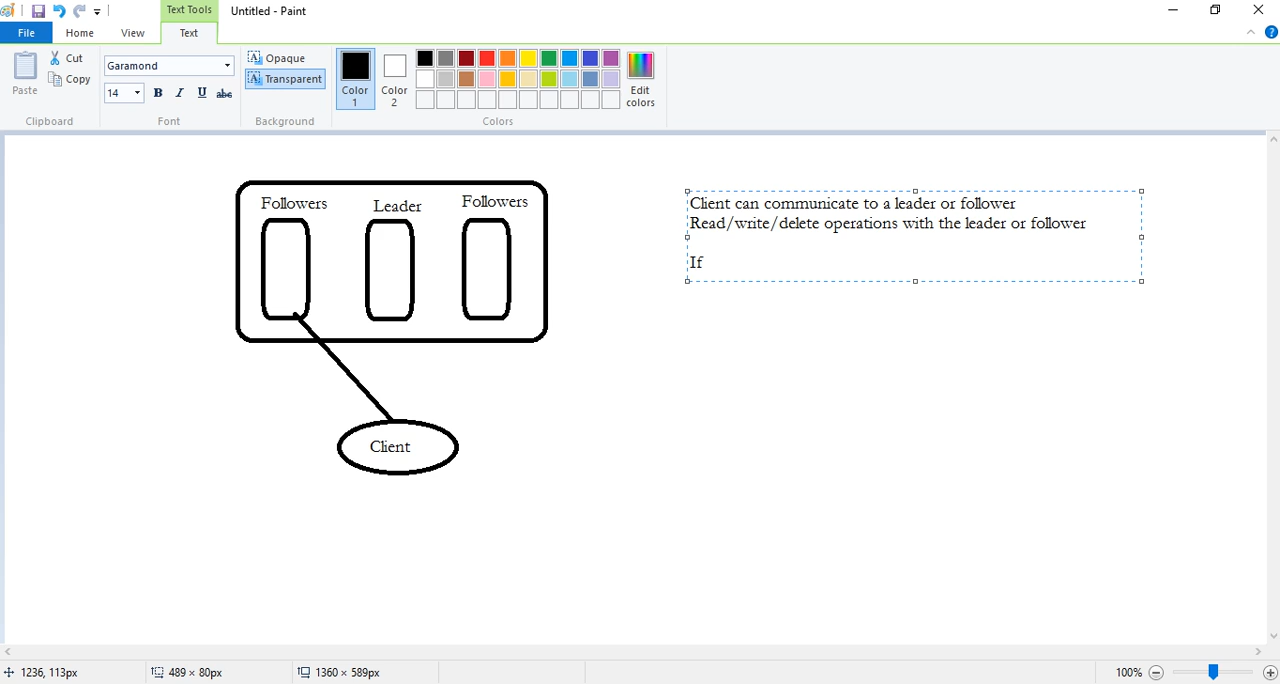 Text Tools
Untitled - Paint
File
Home
View
Text
Paste
Cut
Copy
Garamond
14
B I U abc
Opaque
Transparent
Color 1
Color 2
Edit colors
Clipboard
Font
Background
Colors
Followers
Leader
Followers
Client
Client can communicate to a leader or follower
Read/write/delete operations with the leader or follower
If
1236, 113px
489 × 80px
1360 × 589px
100%